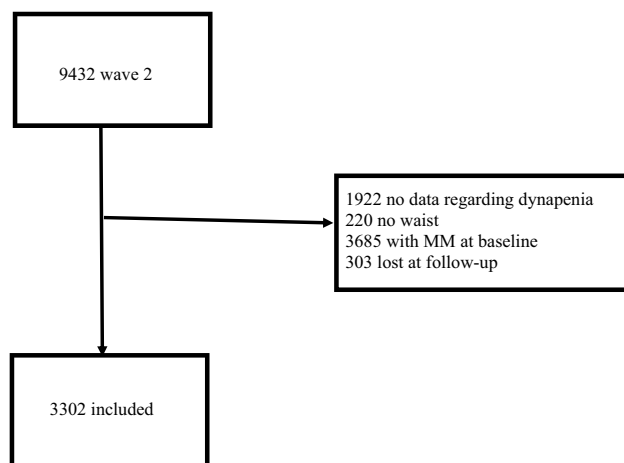 9432 wave 2
1922 no data regarding dynapenia
220 no waist
3685 with MM at baseline
303 lost at follow-up
3302 included